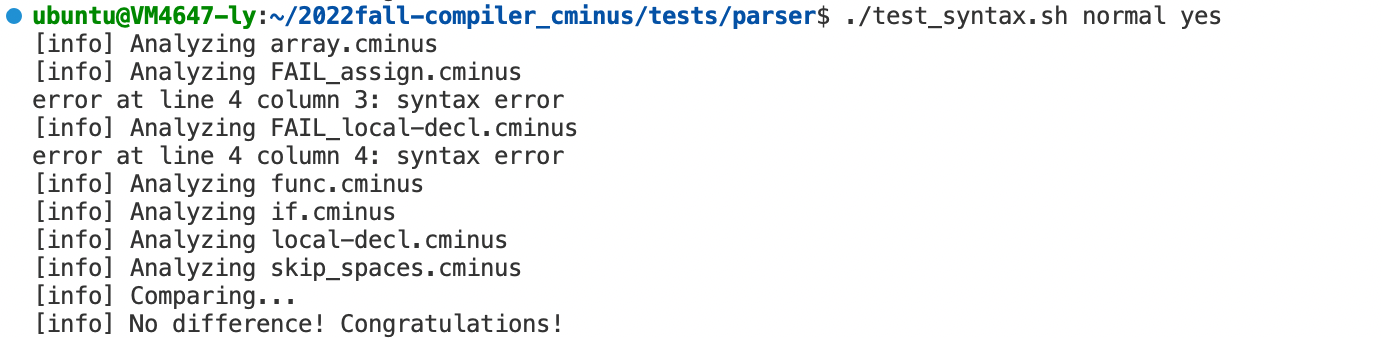 ubuntu@VM4647-ly:~/2022fall-compiler_cminus/tests/parser$ ./test_syntax.sh normal yes
[info] Analyzing array.cminus
[info] Analyzing FAIL_assign.cminus
error at line 4 column 3: syntax error
[info] Analyzing FAIL_local-decl.cminus
error at line 4 column 4: syntax error
[info] Analyzing func.cminus
[info] Analyzing if.cminus
[info] Analyzing local-decl.cminus
[info] Analyzing skip_spaces.cminus
[info] Comparing...
[info] No difference! Congratulations!